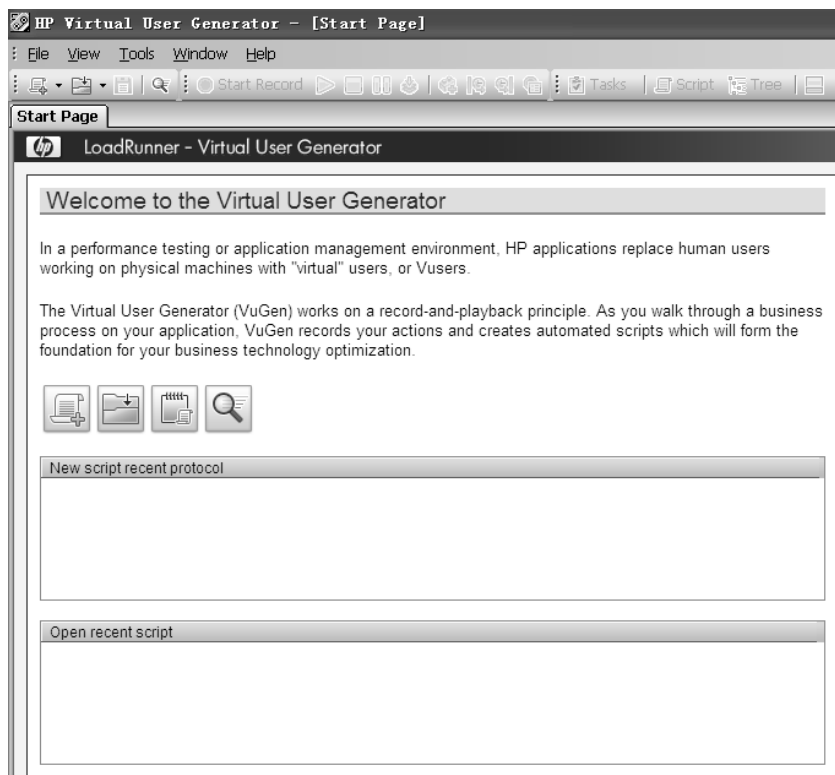 HP Virtual User Generator - [Start Page]
File View Tools Window Help
Start Record Tasks Script Tree
Start Page
hp LoadRunner - Virtual User Generator
Welcome to the Virtual User Generator
In a performance testing or application management environment, HP applications replace human users
working on physical machines with "virtual" users, or Vusers.
The Virtual User Generator (VuGen) works on a record-and-playback principle. As you walk through a business
process on your application, VuGen records your actions and creates automated scripts which will form the
foundation for your business technology optimization.
New script recent protocol
Open recent script